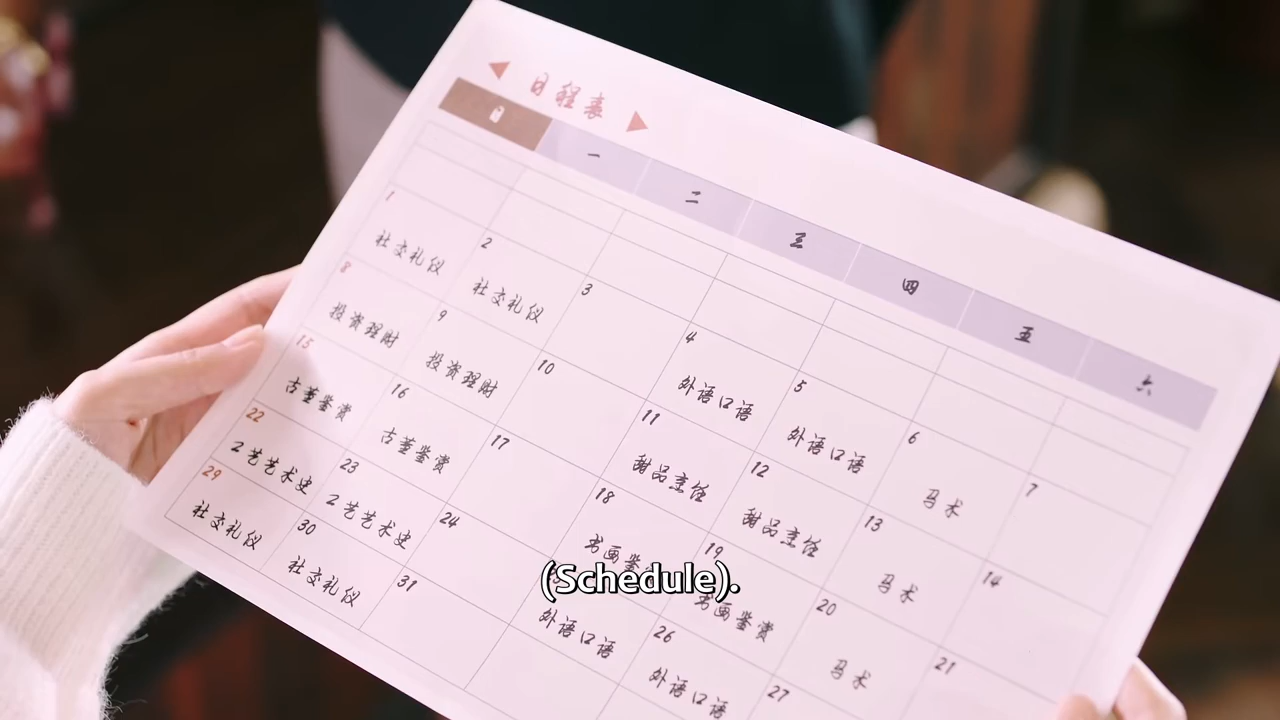 日程表
日 一 二 三 四 五 六
1 2 3 4 5 6 7
社交礼仪 社交礼仪 外语口语 外语口语 马术
8 9 10 11 12 13 14
投资理财 投资理财 甜品烹饪 甜品烹饪 马术
15 16 17 18 19 20 21
古董鉴赏 古董鉴赏 书画鉴 书画鉴赏 马术
22 23 24 26 27
工艺艺术史 工艺艺术史 外语口语 外语口语
29 30 31
社交礼仪 社交礼仪
(Schedule).